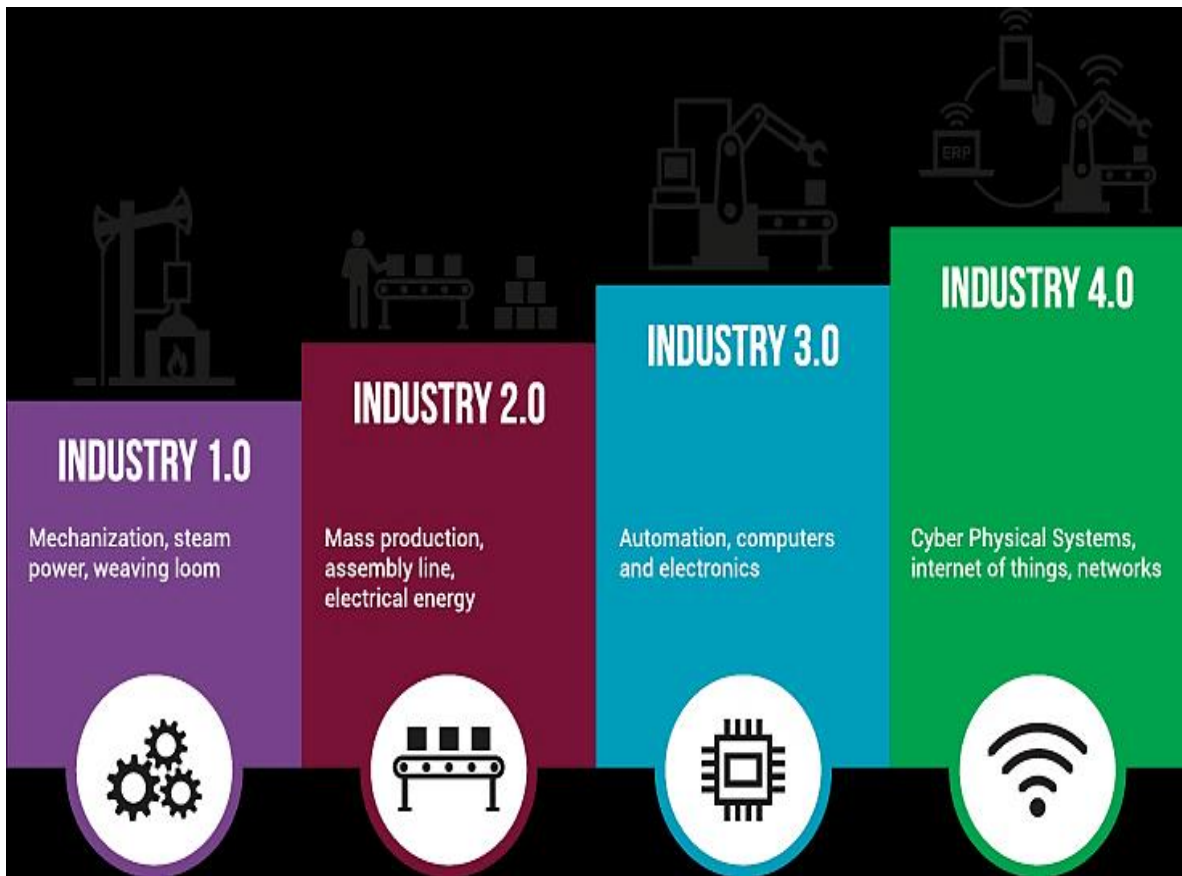 ERP
INDUSTRY 1.0
Mechanization, steam
power, weaving loom
INDUSTRY 2.0
Mass production,
assembly line,
electrical energy
INDUSTRY 3.0
Automation, computers
and electronics
INDUSTRY 4.0
Cyber Physical Systems,
internet of things, networks